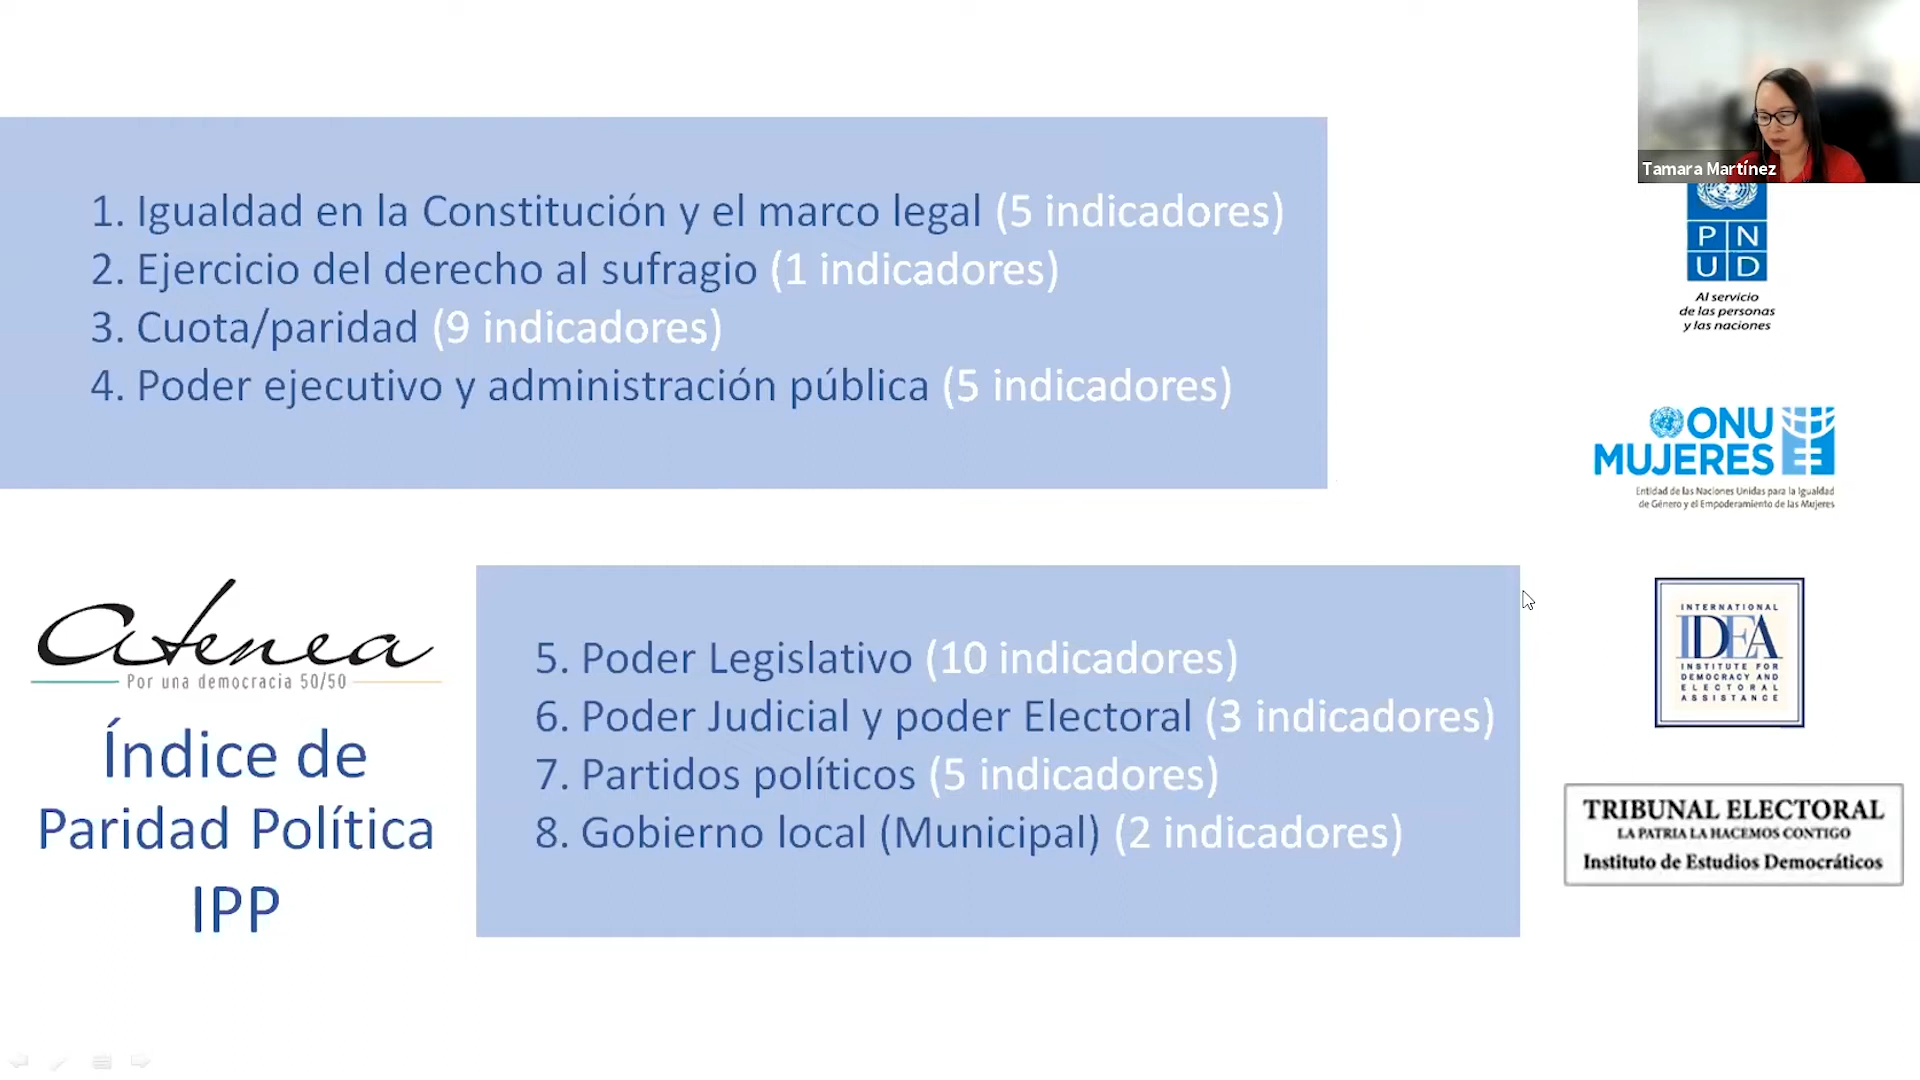 Tamara Martínez
1. Igualdad en la Constitución y el marco legal (5 indicadores)
2. Ejercicio del derecho al sufragio (1 indicadores)
3. Cuota/paridad (9 indicadores)
4. Poder ejecutivo y administración pública (5 indicadores)
P N
U D
Al servicio
de las personas
y las naciones
ONU
MUJERES
Entidad de las Naciones Unidas para la Igualdad
de Género y el Empoderamiento de las Mujeres
atenea
Por una democracia 50/50
Índice de
Paridad Política
IPP
5. Poder Legislativo (10 indicadores)
6. Poder Judicial y poder Electoral (3 indicadores)
7. Partidos políticos (5 indicadores)
8. Gobierno local (Municipal) (2 indicadores)
INTERNATIONAL
IDEA
INSTITUTE FOR
DEMOCRACY AND
ELECTORAL
ASSISTANCE
TRIBUNAL ELECTORAL
LA PATRIA LA HACEMOS CONTIGO
Instituto de Estudios Democráticos